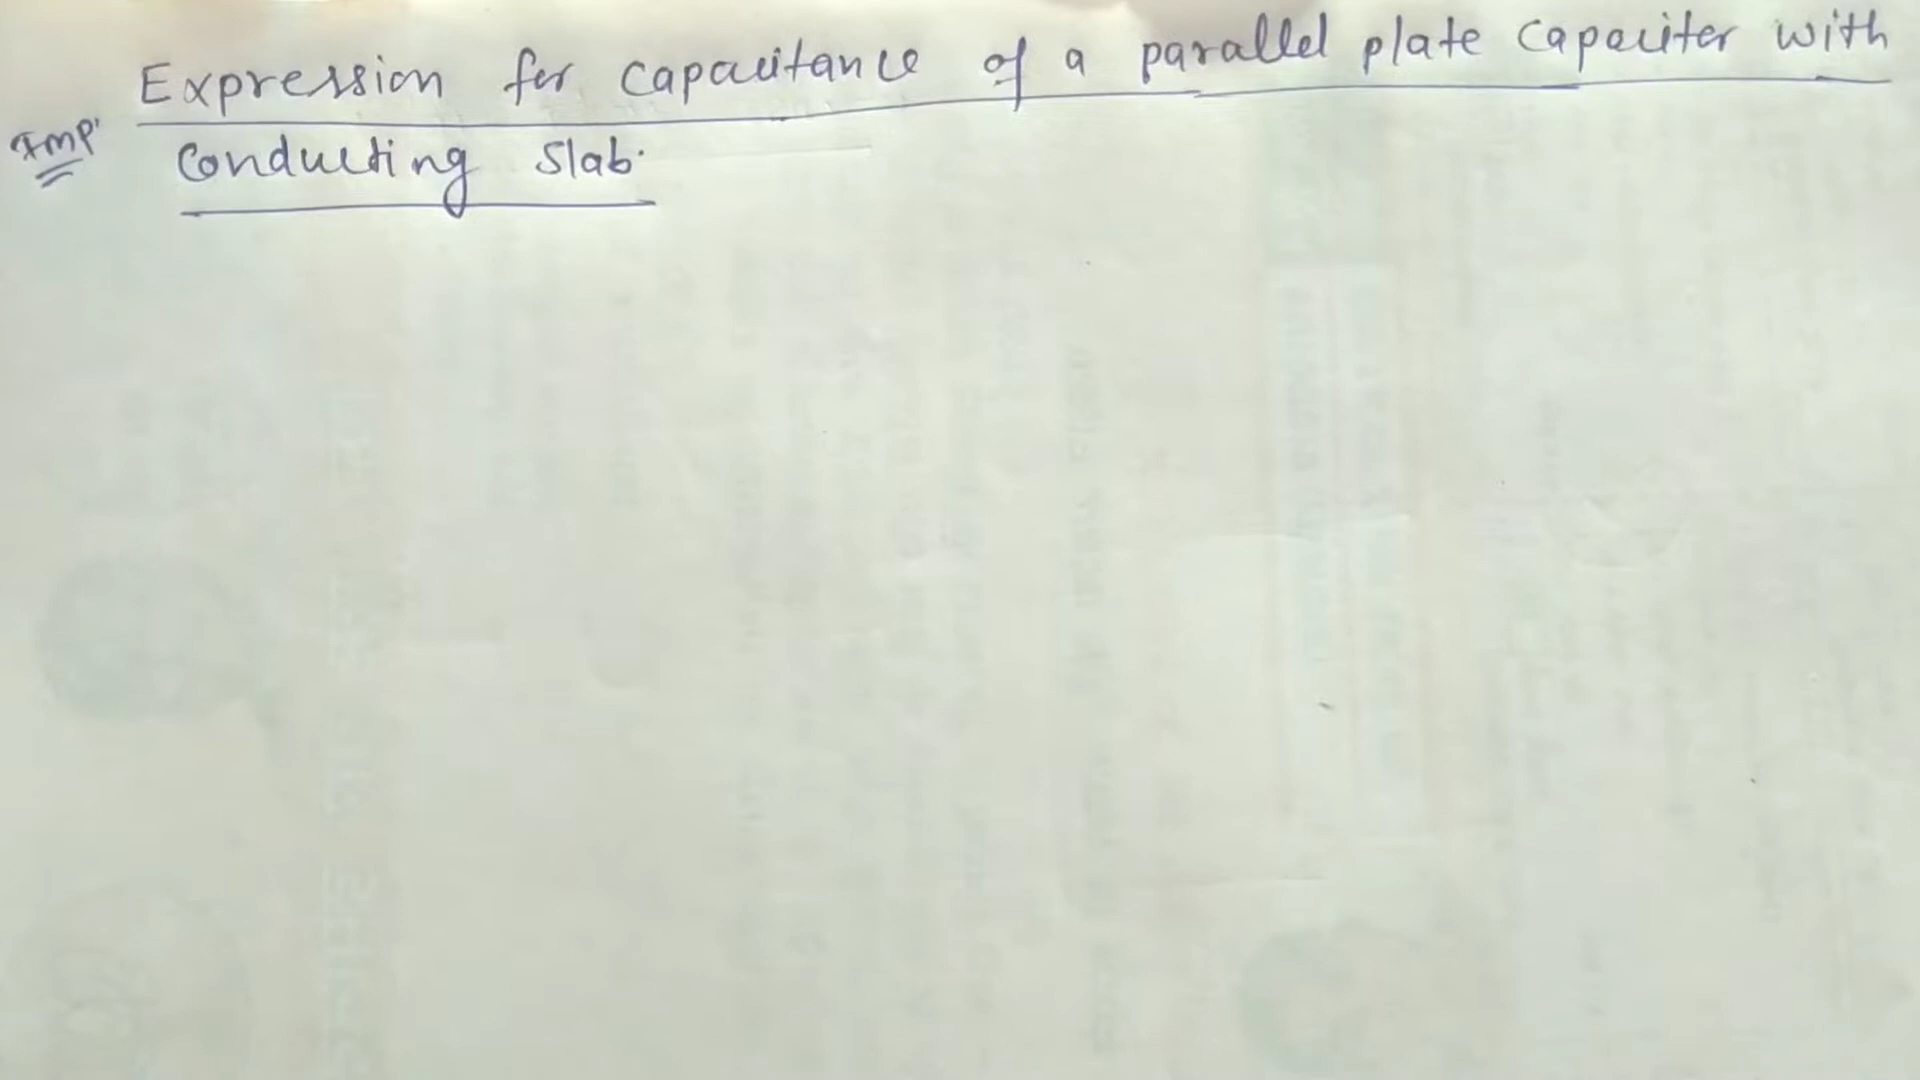 Expression for capacitance of a parallel plate capaciter with
Imp'
Conducting Slab.